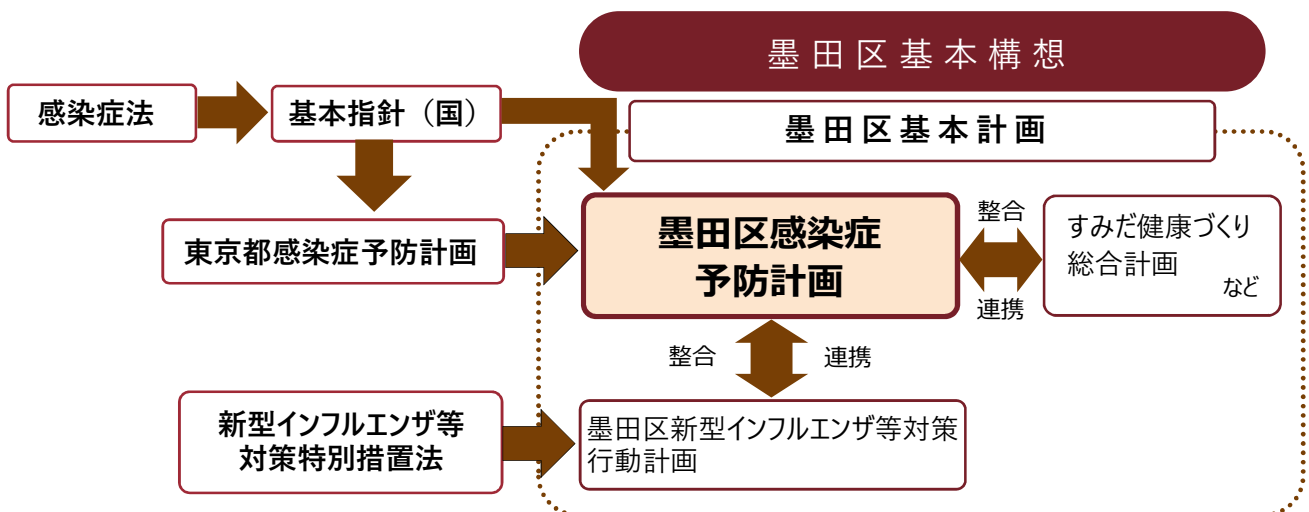 墨田区基本構想
感染症法
基本指針（国）
墨田区基本計画
東京都感染症予防計画
墨田区感染症
予防計画
整合
連携
すみだ健康づくり
総合計画
など
整合
連携
新型インフルエンザ等
対策特別措置法
墨田区新型インフルエンザ等対策
行動計画